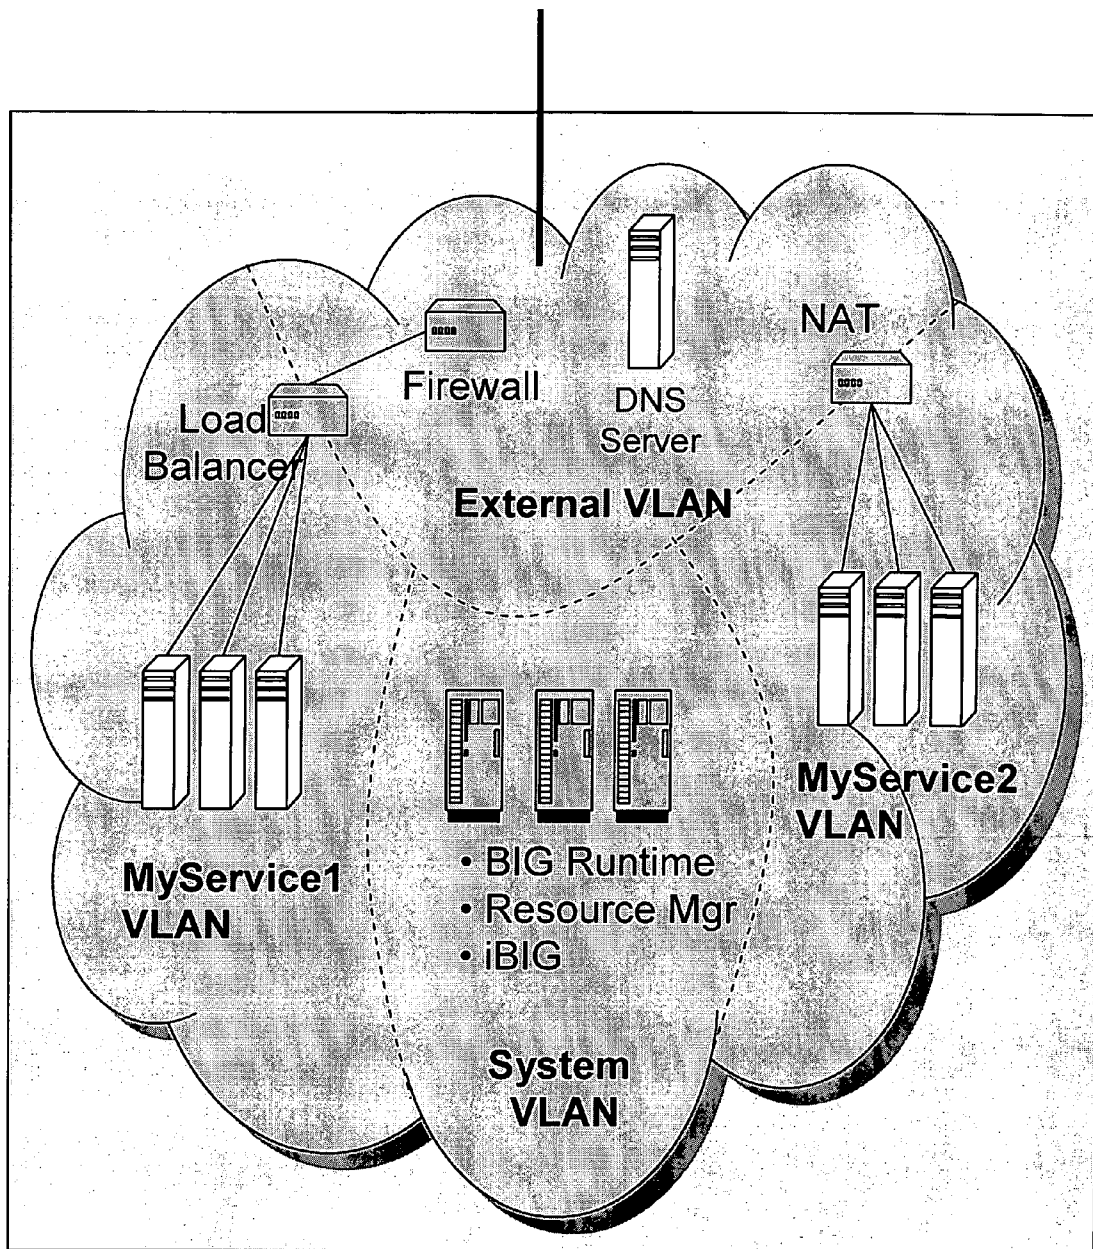 NAT
Firewall
DNS
Server
Load
Balancer
External VLAN
MyService2
VLAN
MyService1
VLAN
• BIG Runtime
• Resource Mgr
• iBIG
System
VLAN